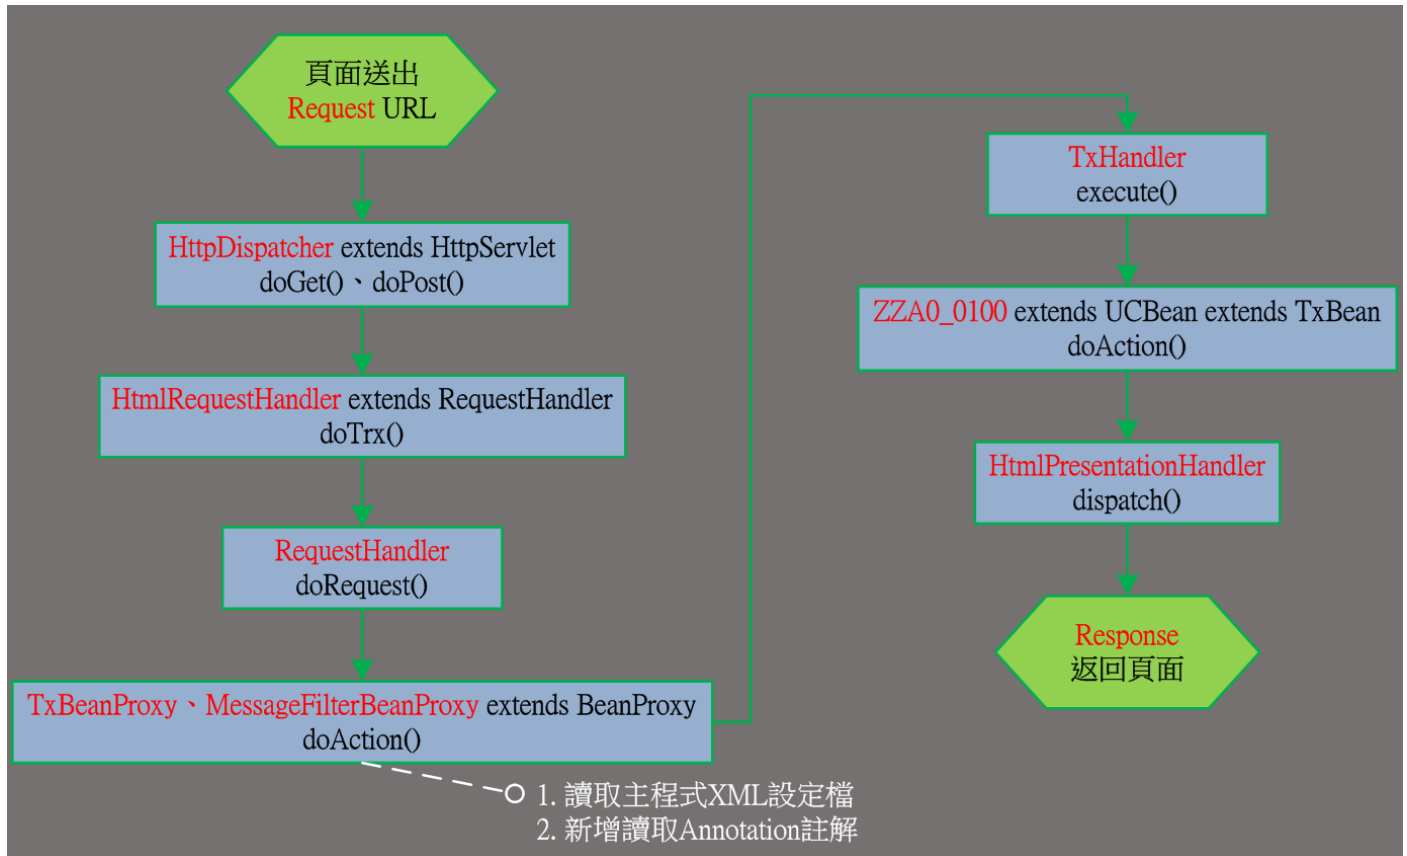 頁面送出
Request URL
HttpDispatcher extends HttpServlet
doGet()、doPost()
HtmlRequestHandler extends RequestHandler
doTrx()
RequestHandler
doRequest()
TxBeanProxy、MessageFilterBeanProxy extends BeanProxy
doAction()
1. 讀取主程式XML設定檔
2. 新增讀取Annotation註解
TxHandler
execute()
ZZA0_0100 extends UCBean extends TxBean
doAction()
HtmlPresentationHandler
dispatch()
Response
返回頁面